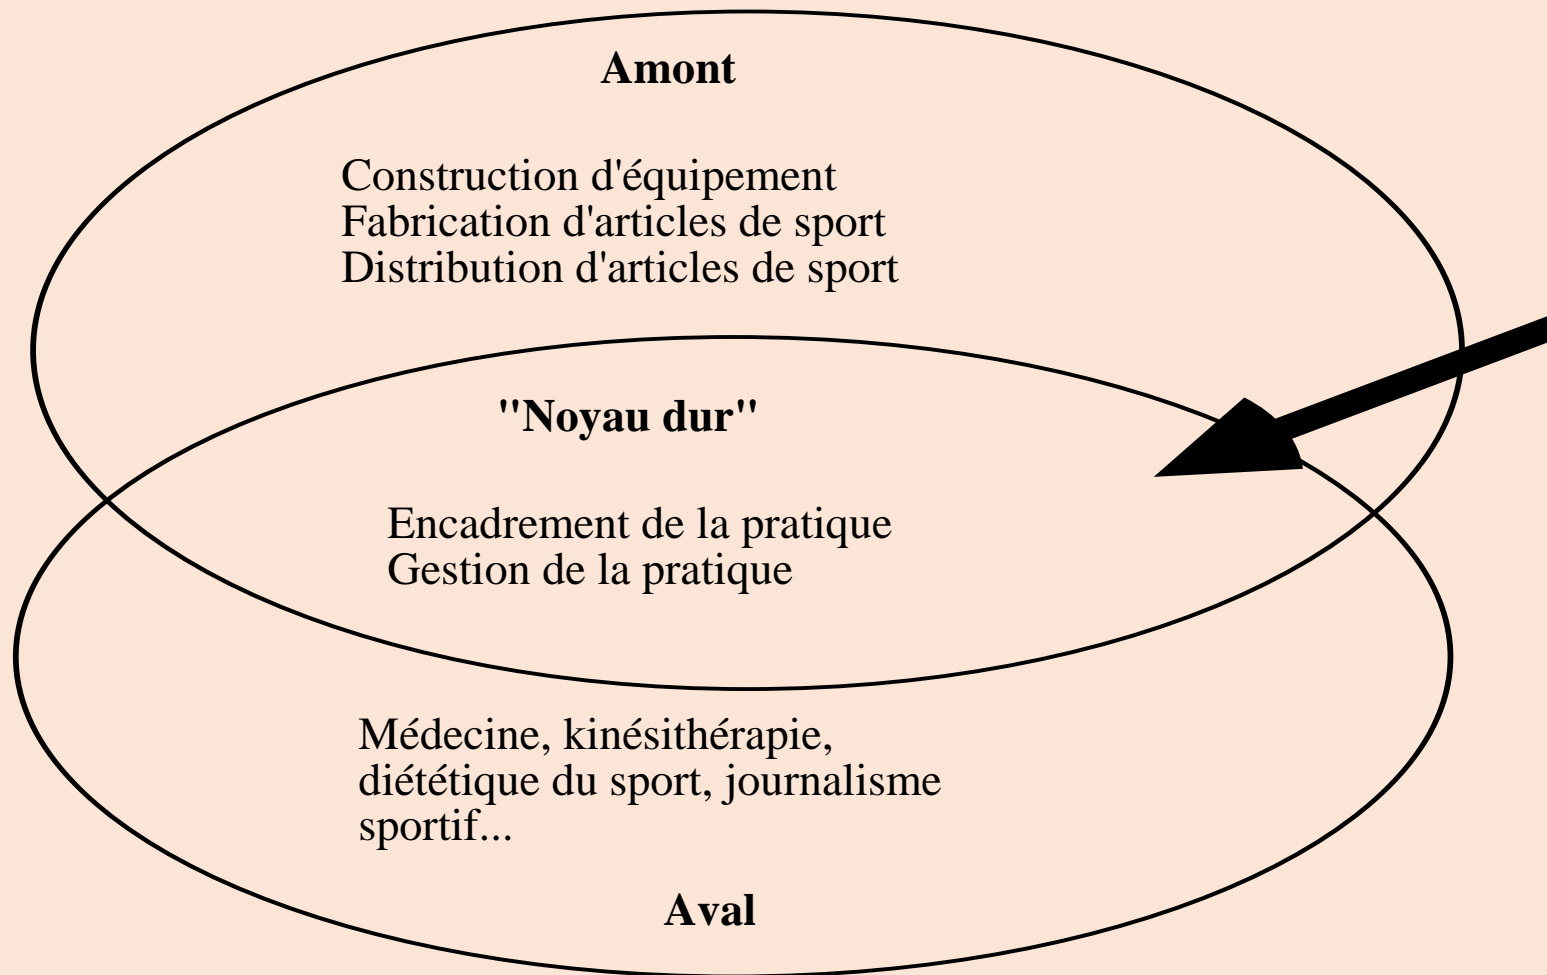 Amont
Construction d'équipement
Fabrication d'articles de sport
Distribution d'articles de sport
"Noyau dur"
Encadrement de la pratique
Gestion de la pratique
Médecine, kinésithérapie,
diététique du sport, journalisme
sportif...
Aval